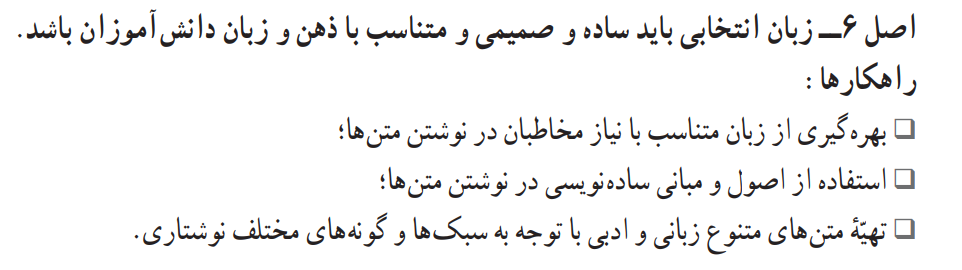 اصل ۶ــ زبان انتخابی باید ساده و صمیمی و متناسب با ذهن و زبان دانش‌آموزان باشد.
راهکارها :
❑ بهره‌گیری از زبان متناسب با نیاز مخاطبان در نوشتن متن‌ها؛
❑ استفاده از اصول و مبانی ساده‌نویسی در نوشتن متن‌ها؛
❑ تهیّهٔ متن‌های متنوع زبانی و ادبی با توجه به سبک‌ها و گونه‌های مختلف نوشتاری.